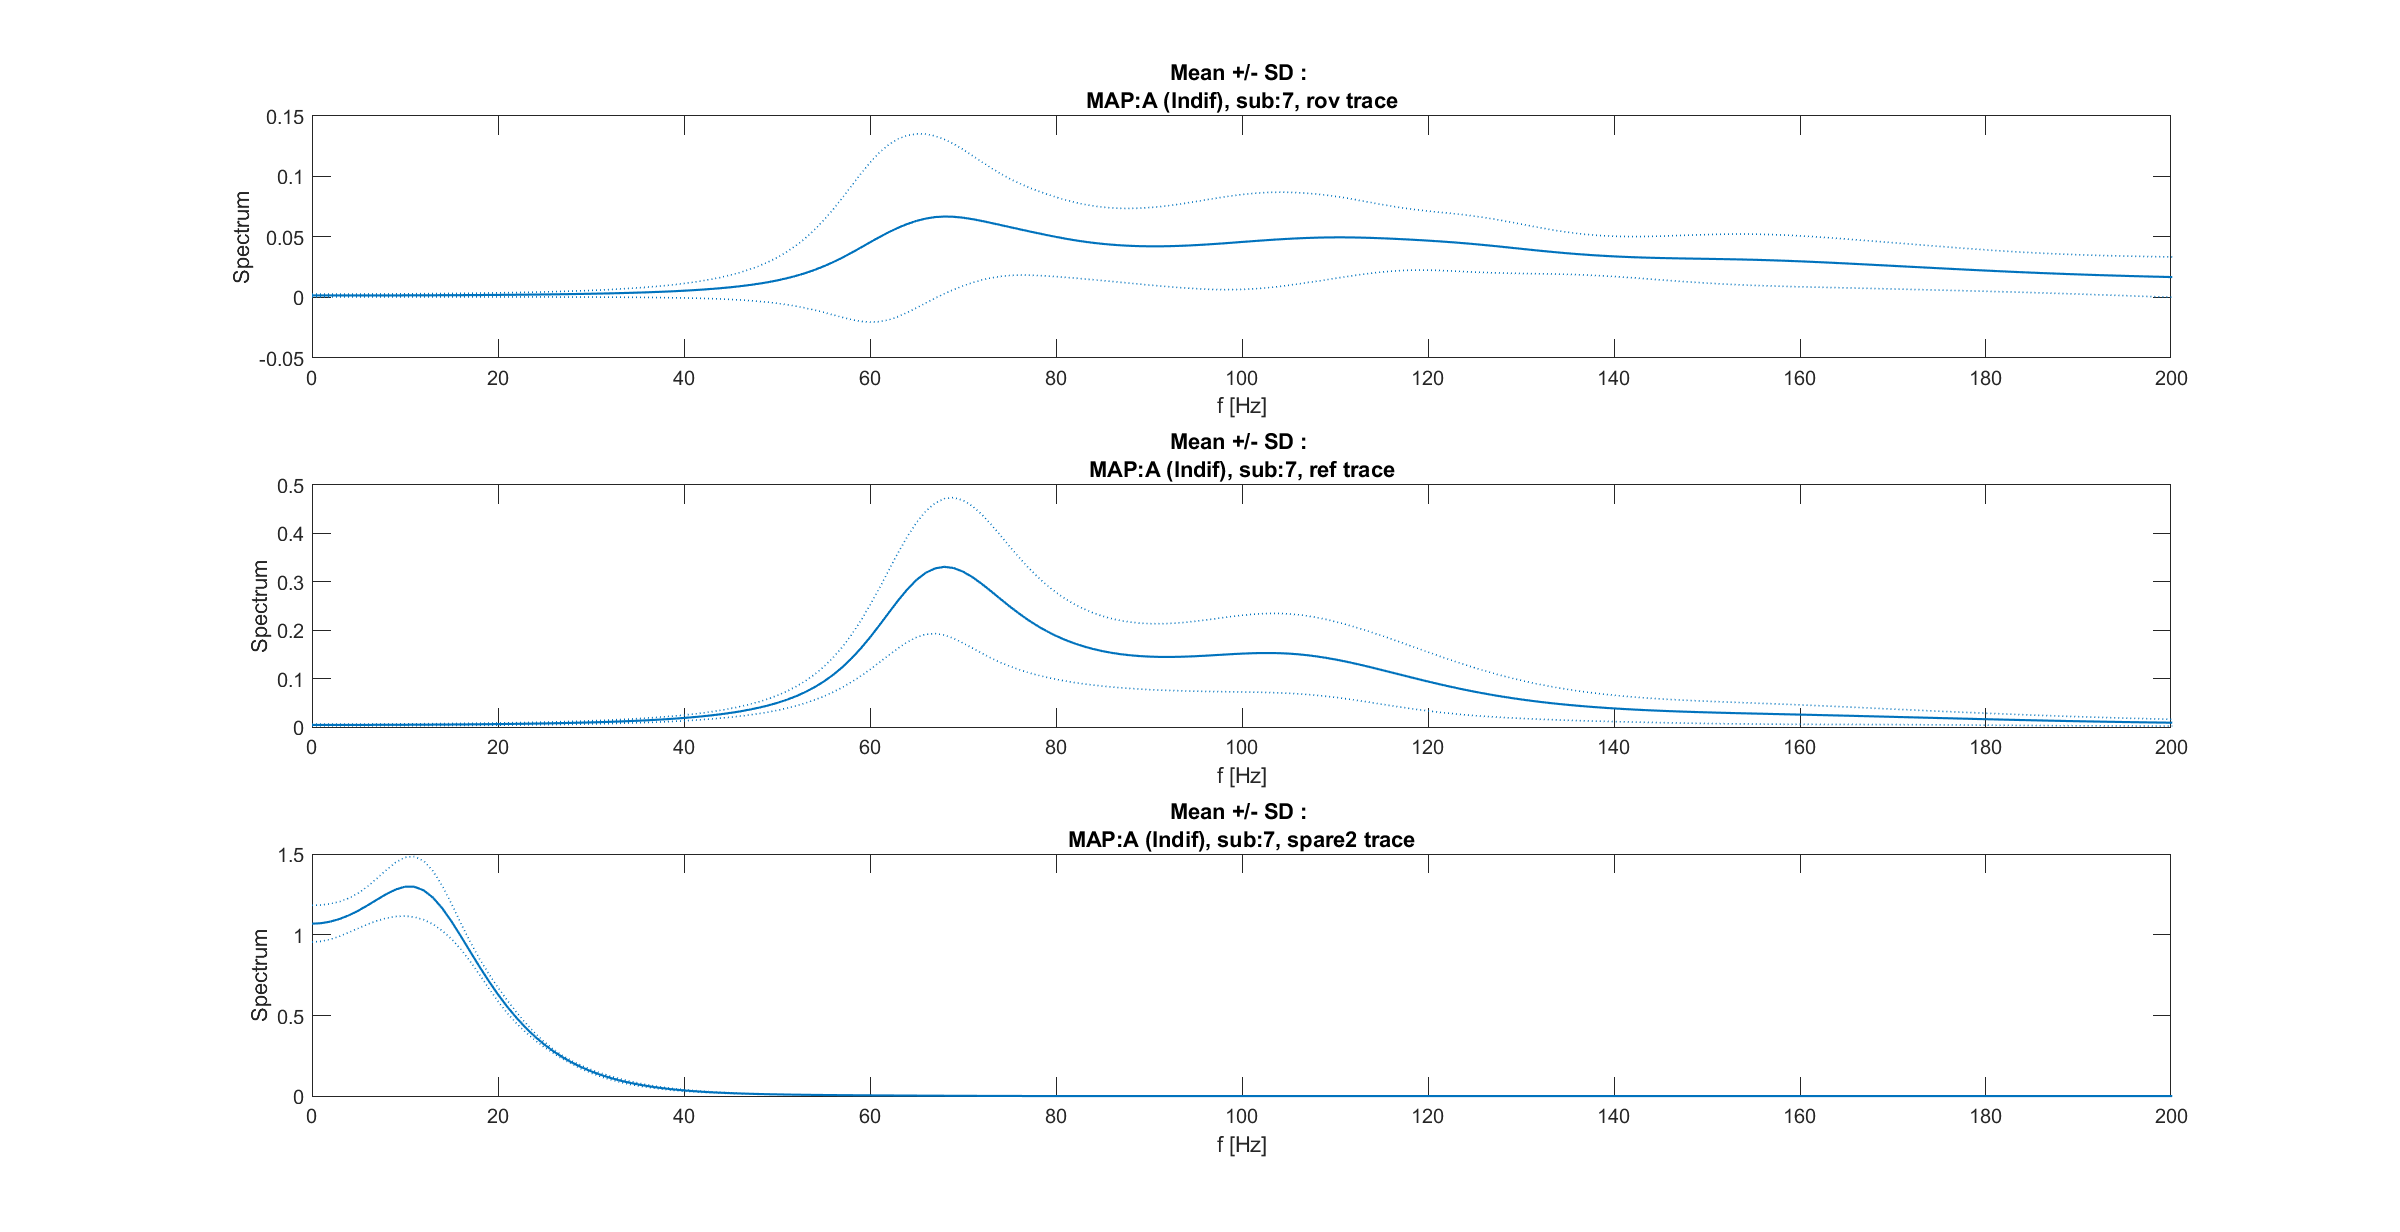 Mean +/- SD :
MAP:A (Indif), sub:7, rov trace
0.15
0.1
0.05
0
-0.05
Spectrum
0 20 40 60 80 100 120 140 160 180 200
f [Hz]
Mean +/- SD :
MAP:A (Indif), sub:7, ref trace
0.5
0.4
0.3
0.2
0.1
0
Spectrum
0 20 40 60 80 100 120 140 160 180 200
f [Hz]
Mean +/- SD :
MAP:A (Indif), sub:7, spare2 trace
1.5
1
0.5
0
Spectrum
0 20 40 60 80 100 120 140 160 180 200
f [Hz]